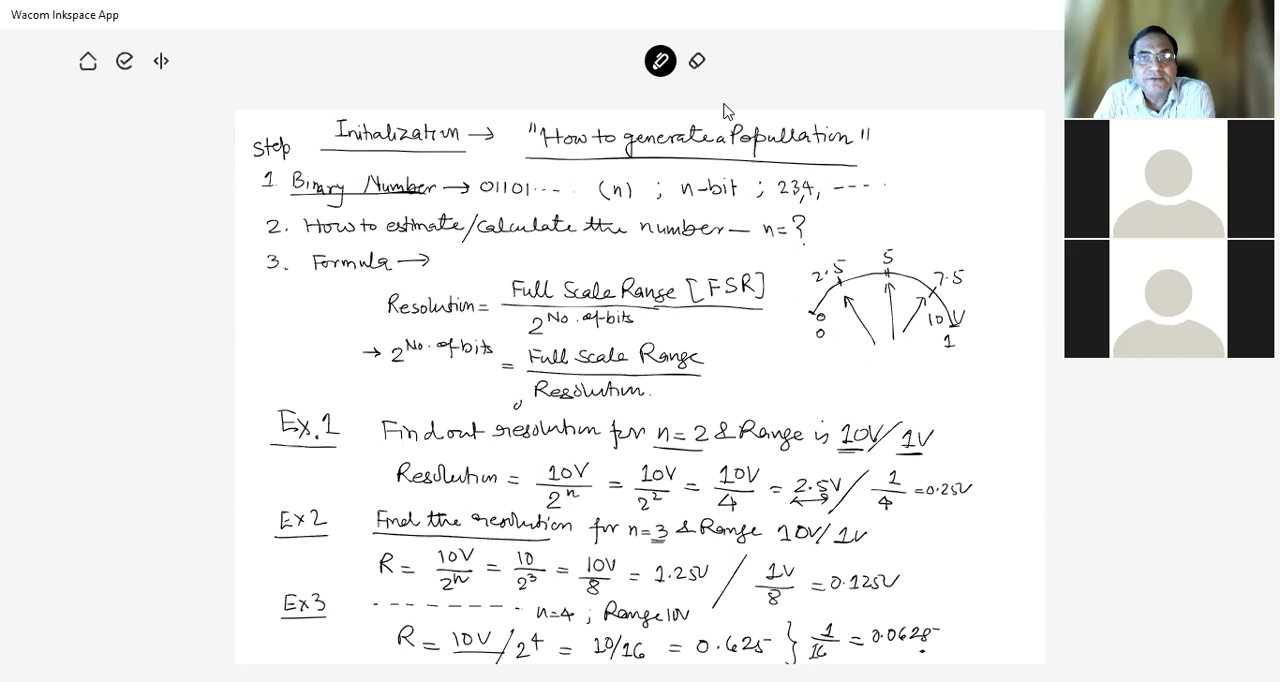 Wacom Inkspace App
Step Initalization → "How to generate a Popullation"
1. Binary Number → 01101--- (n) ; n-bit ; 2,3,4, ----
2. How to estimate/calculate the number — n=?
3. Formula →
Resolution = Full Scale Range [FSR] / 2^No. of bits
→ 2^No. of bits = Full Scale Range / Resolution.
0 2.5 5 7.5 10V
0 1
Ex.1 Find out resolution for n=2 & Range is 10V/1V
Resolution = 10V/2^n = 10V/2^2 = 10V/4 = 2.5V / 1/4 = 0.25V
Ex2 Find the resolution for n=3 & Range 10V/1V
R = 10V/2^n = 10/2^3 = 10V/8 = 1.25V / 1V/8 = 0.125V
Ex3 -------- n=4 ; Range 10V
R = 10V/2^4 = 10/16 = 0.625 } 1/16 = 0.0625